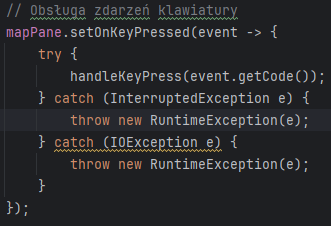 // Obsługa zdarzeń klawiatury
mapPane.setOnKeyPressed(event -> {
    try {
        handleKeyPress(event.getCode());
    } catch (InterruptedException e) {
        throw new RuntimeException(e);
    } catch (IOException e) {
        throw new RuntimeException(e);
    }
});